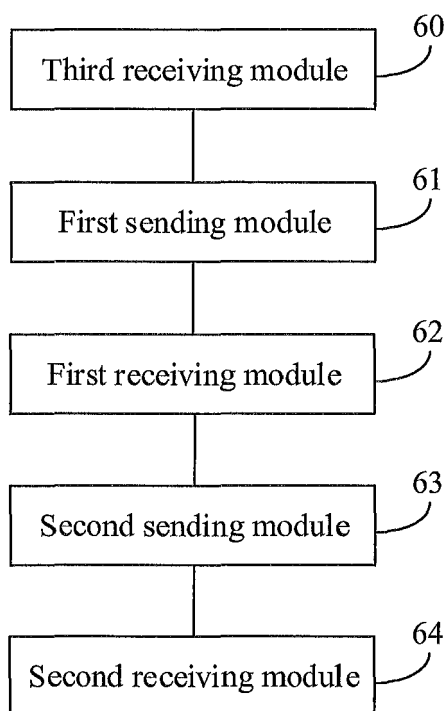 60
Third receiving module
61
First sending module
62
First receiving module
63
Second sending module
64
Second receiving module